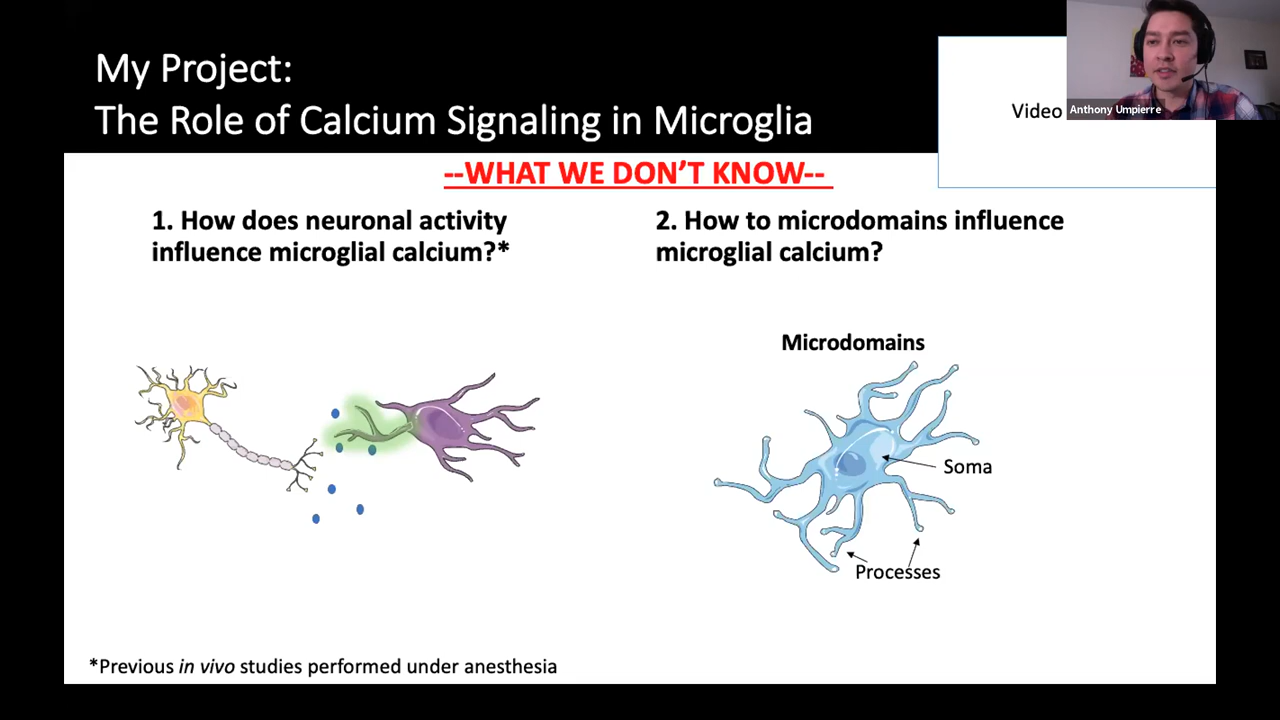 My Project:
The Role of Calcium Signaling in Microglia
Video
Anthony Umpierre
--WHAT WE DON'T KNOW--
1. How does neuronal activity
influence microglial calcium?*
2. How to microdomains influence
microglial calcium?
Microdomains
Soma
Processes
*Previous in vivo studies performed under anesthesia